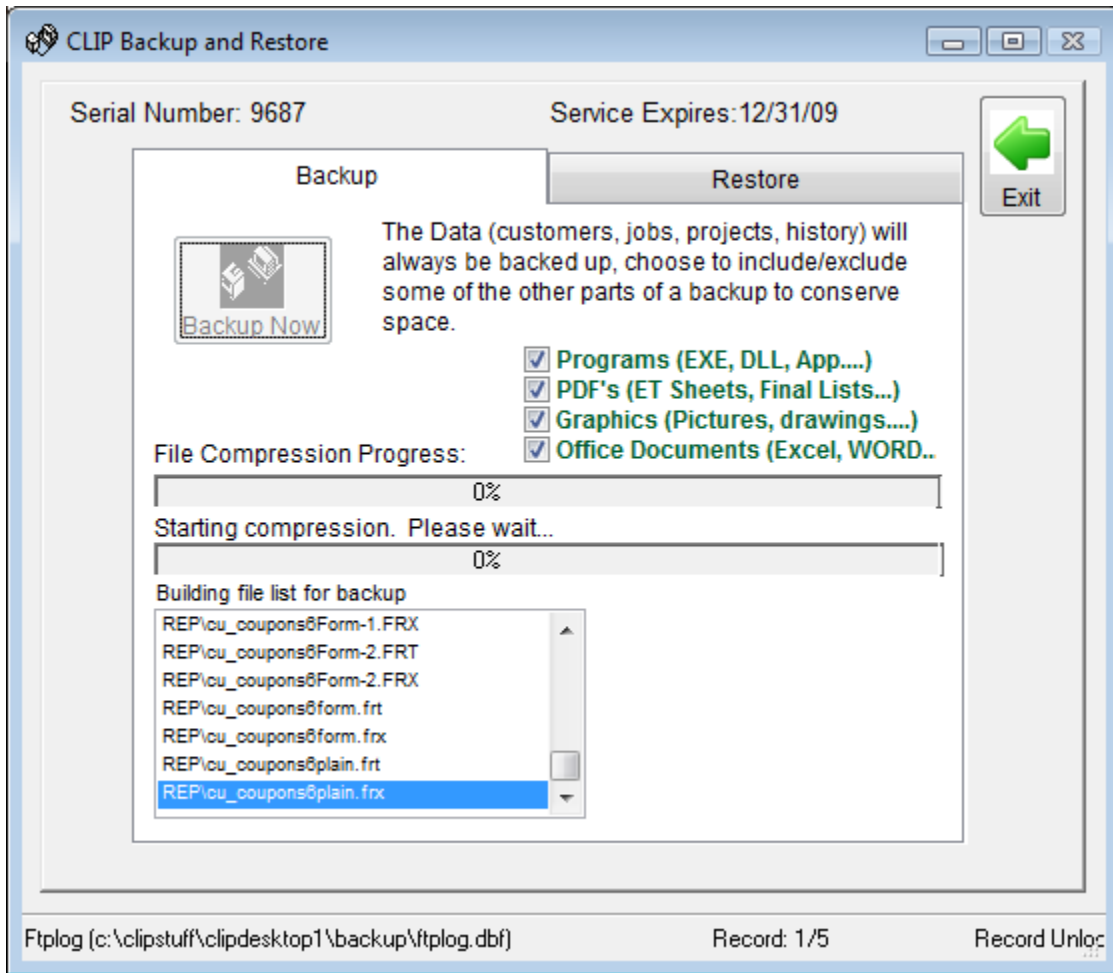 CLIP Backup and Restore
Serial Number: 9687
Service Expires:12/31/09
Exit
Backup
Restore
Backup Now
The Data (customers, jobs, projects, history) will
always be backed up, choose to include/exclude
some of the other parts of a backup to conserve
space.
Programs (EXE, DLL, App....)
PDF's (ET Sheets, Final Lists...)
Graphics (Pictures, drawings....)
Office Documents (Excel, WORD..
File Compression Progress:
0%
Starting compression.  Please wait...
0%
Building file list for backup
REP\cu_coupons6Form-1.FRX
REP\cu_coupons6Form-2.FRT
REP\cu_coupons6Form-2.FRX
REP\cu_coupons6form.frt
REP\cu_coupons6form.frx
REP\cu_coupons6plain.frt
REP\cu_coupons6plain.frx
Ftplog (c:\clipstuff\clipdesktop1\backup\ftplog.dbf)
Record: 1/5
Record Unloc